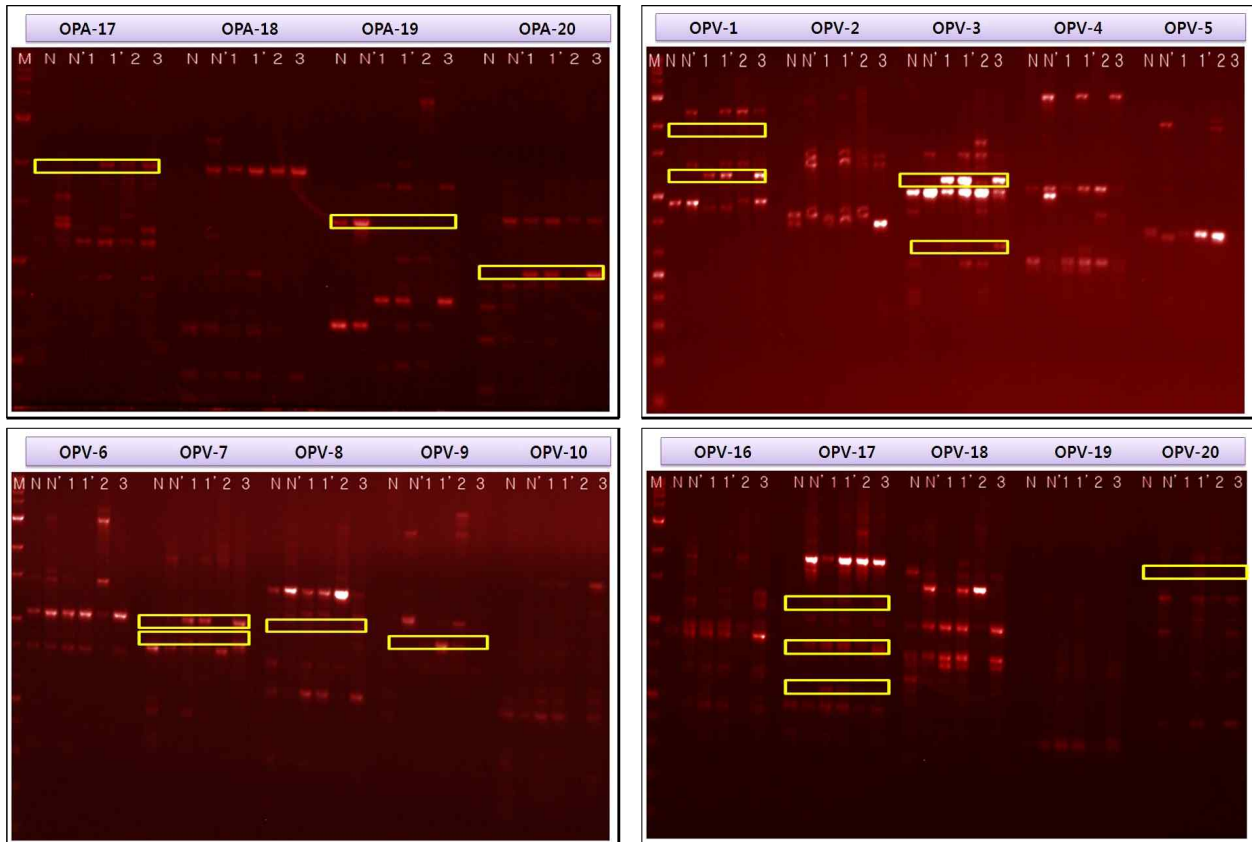 OPA-17 OPA-18 OPA-19 OPA-20
M N N' 1 1' 2 3 N N' 1 1' 2 3 N N' 1 1' 2 3 N N' 1 1' 2 3
OPV-1 OPV-2 OPV-3 OPV-4 OPV-5
M N N' 1 1' 2 3 N N' 1 1' 2 3 N N' 1 1' 2 3 N N' 1 1' 2 3 N N' 1 1' 2 3
OPV-6 OPV-7 OPV-8 OPV-9 OPV-10
M N N' 1 1' 2 3 N N' 1 1' 2 3 N N' 1 1' 2 3 N N' 1 1' 2 3 N N' 1 1' 2 3
OPV-16 OPV-17 OPV-18 OPV-19 OPV-20
M N N' 1 1' 2 3 N N' 1 1' 2 3 N N' 1 1' 2 3 N N' 1 1' 2 3 N N' 1 1' 2 3